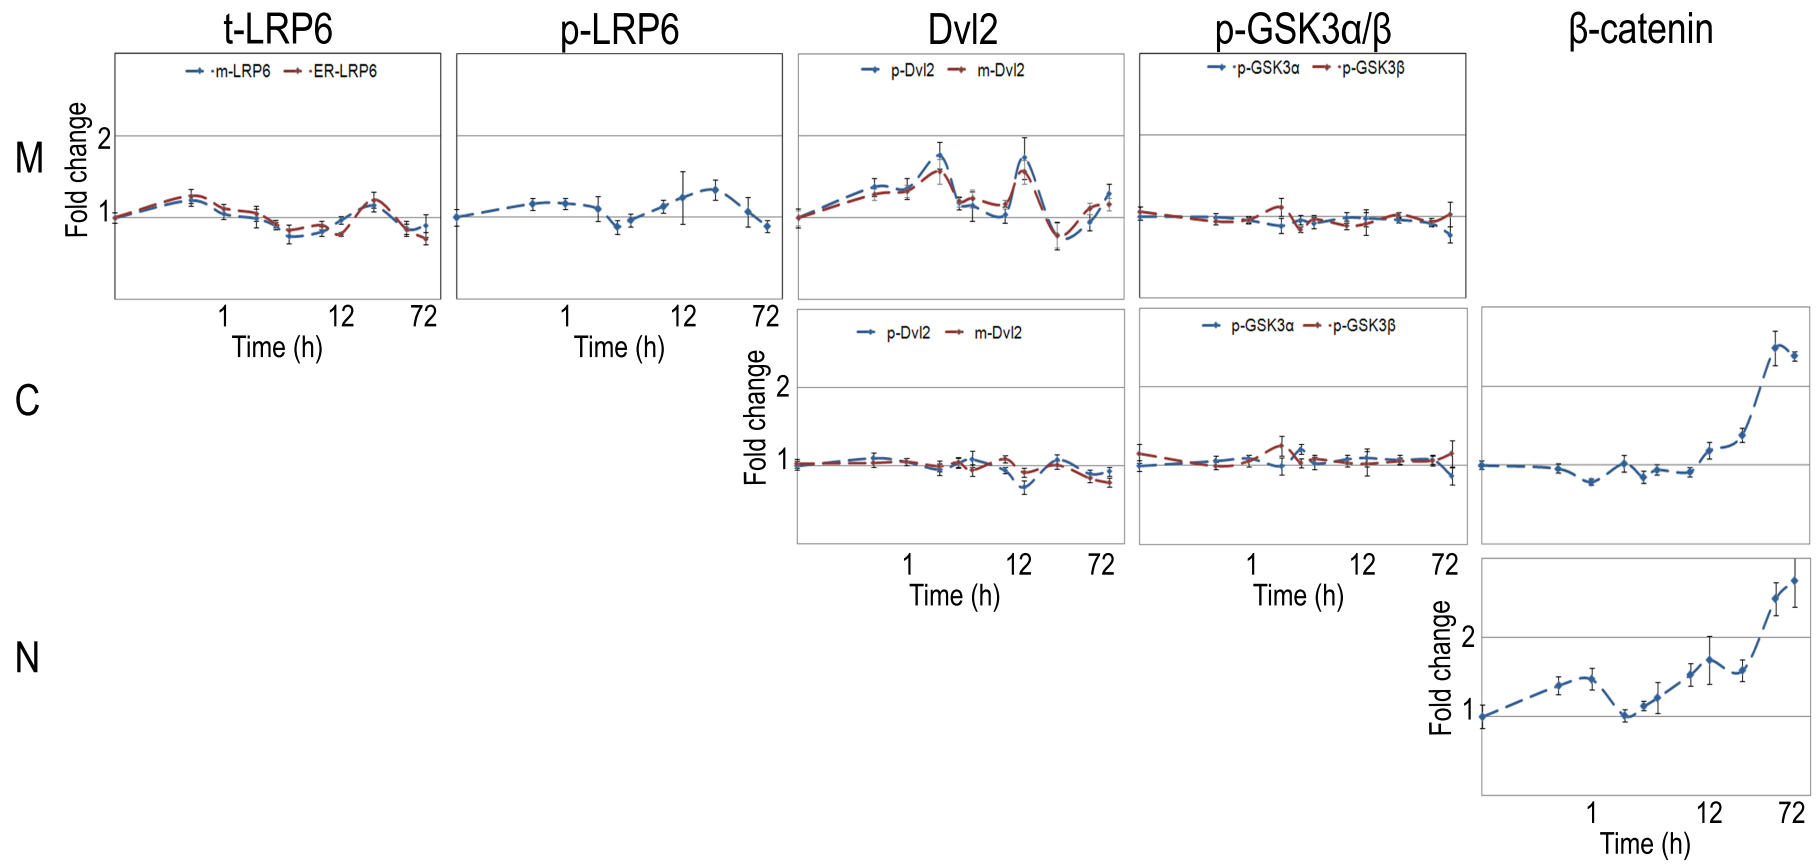 t-LRP6 p-LRP6 Dvl2 p-GSK3α/β β-catenin
m-LRP6 ER-LRP6
p-Dvl2 m-Dvl2
p-GSK3α p-GSK3β
M
Fold change
2
1
1 12 72
Time (h)
1 12 72
Time (h)
C
p-Dvl2 m-Dvl2
p-GSK3α p-GSK3β
Fold change
2
1
1 12 72
Time (h)
1 12 72
Time (h)
N
Fold change
2
1
1 12 72
Time (h)